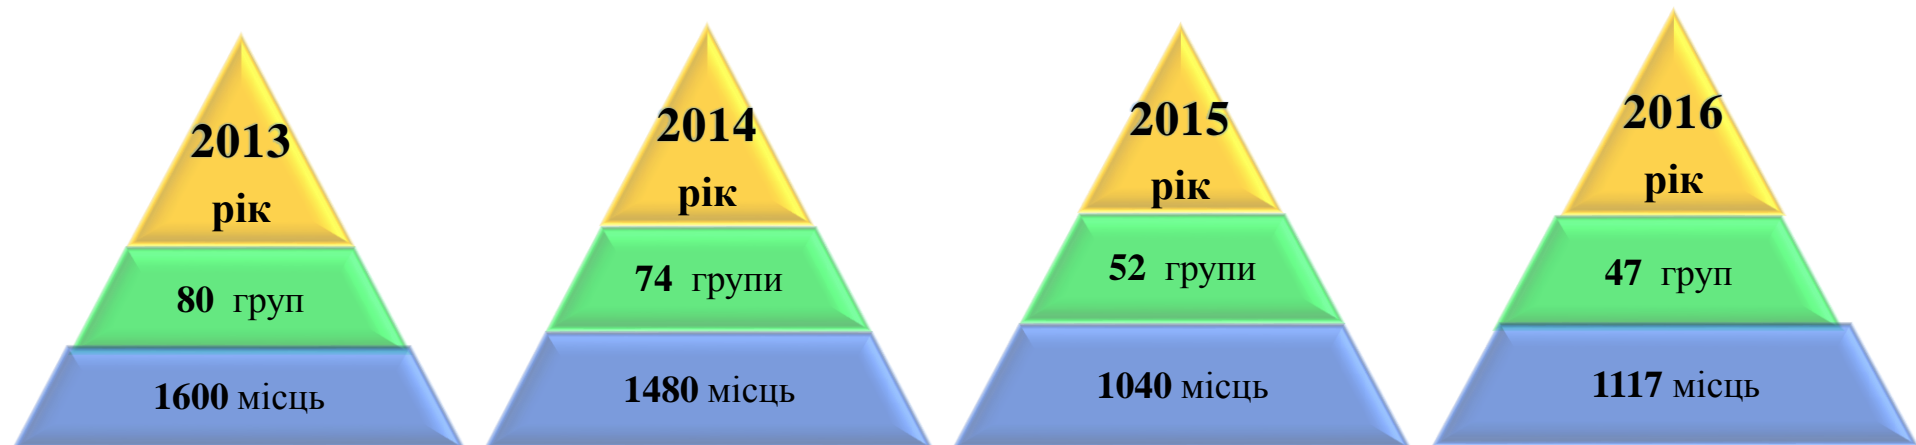 2013
рік
80 груп
1600 місць
2014
рік
74 групи
1480 місць
2015
рік
52 групи
1040 місць
2016
рік
47 груп
1117 місць